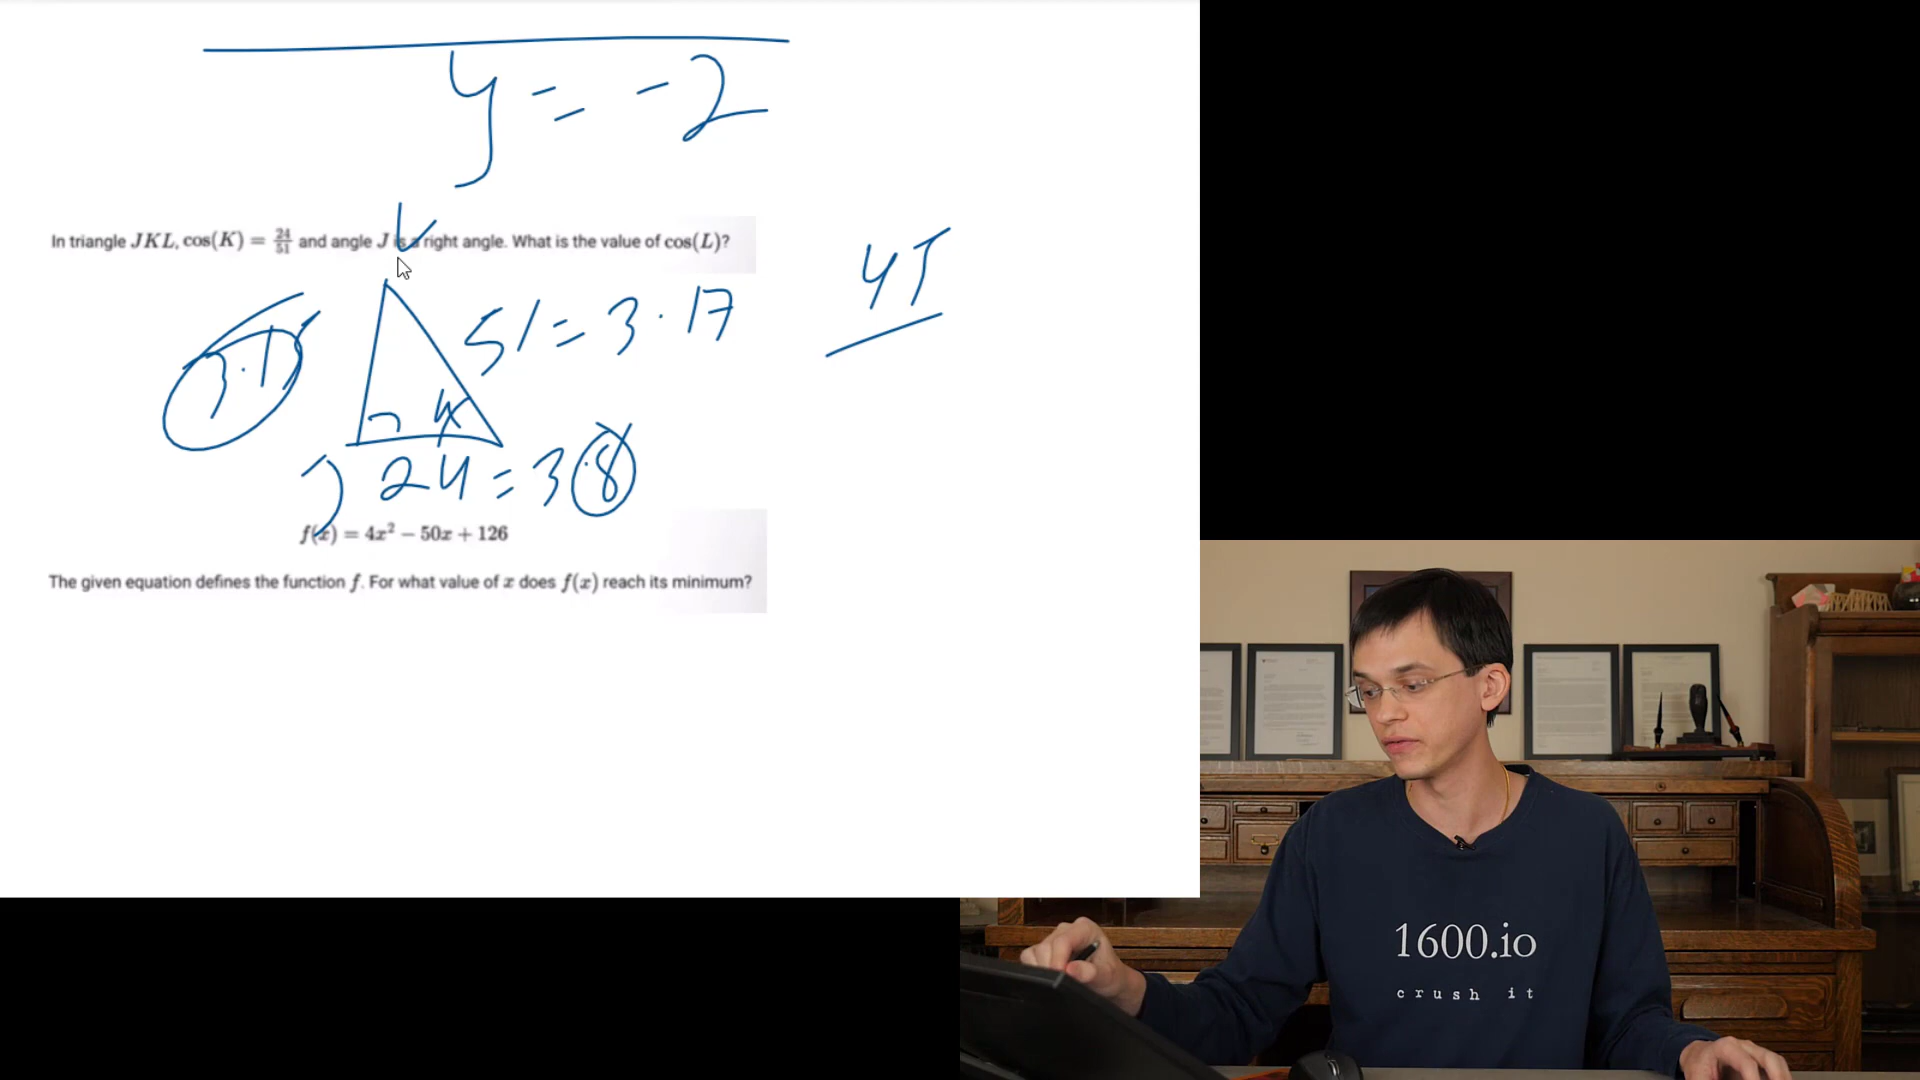 y = -2
In triangle JKL, cos(K) = 24/51 and angle J is a right angle. What is the value of cos(L)?
L
3·15
51 = 3·17
45
K
J
24 = 3·8
f(x) = 4x² − 50x + 126
The given equation defines the function f. For what value of x does f(x) reach its minimum?
1600.io
crush it